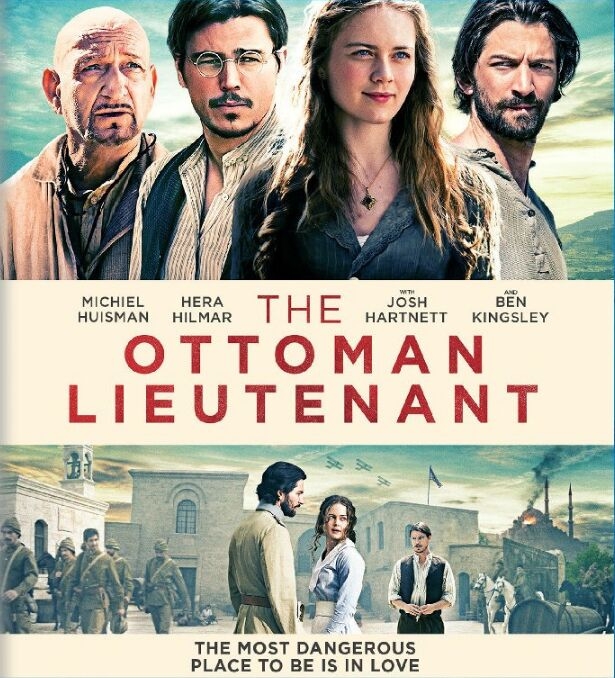 MICHIEL HUISMAN
HERA HILMAR
WITH JOSH HARTNETT
AND BEN KINGSLEY
THE
OTTOMAN
LIEUTENANT
THE MOST DANGEROUS
PLACE TO BE IS IN LOVE